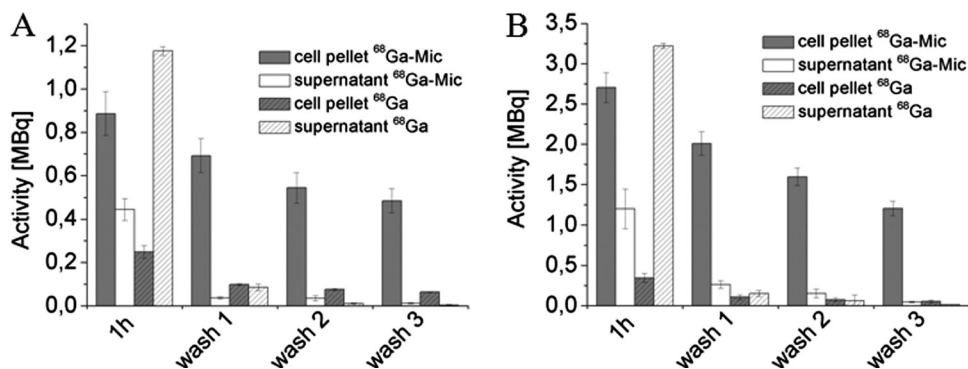 A
Activity [MBq]
1,2
1,0
0,8
0,6
0,4
0,2
0,0
cell pellet ⁶⁸Ga-Mic
supernatant ⁶⁸Ga-Mic
cell pellet ⁶⁸Ga
supernatant ⁶⁸Ga
1h
wash 1
wash 2
wash 3
B
Activity [MBq]
3,5
3,0
2,5
2,0
1,5
1,0
0,5
0,0
cell pellet ⁶⁸Ga-Mic
supernatant ⁶⁸Ga-Mic
cell pellet ⁶⁸Ga
supernatant ⁶⁸Ga
1h
wash 1
wash 2
wash 3